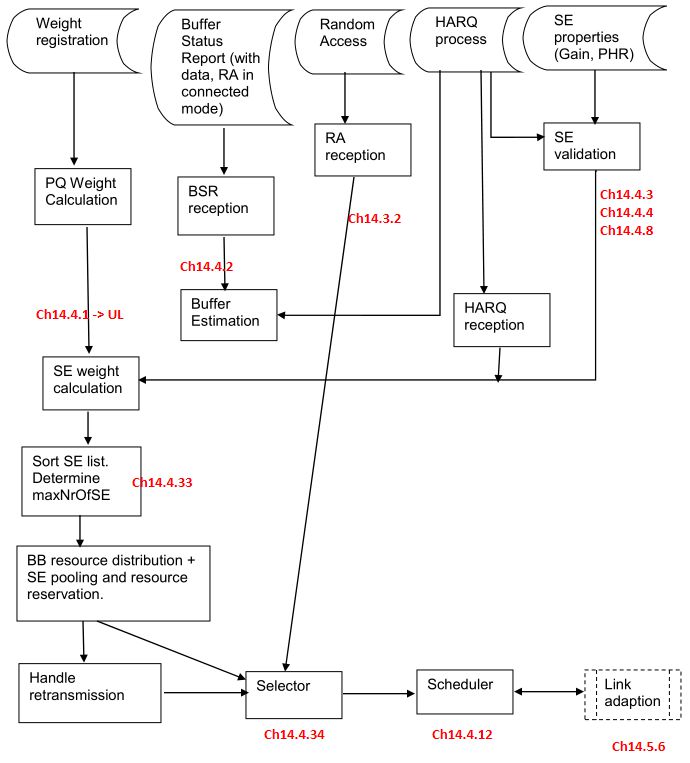 Weight
registration
Buffer
Status
Report (with
data, RA in
connected
mode)
Random
Access
HARQ
process
SE
properties
(Gain, PHR)
PQ Weight
Calculation
BSR
reception
RA
reception
SE
validation
Ch14.4.3
Ch14.4.4
Ch14.4.8
Ch14.3.2
Ch14.4.2
Ch14.4.1 -> UL
Buffer
Estimation
HARQ
reception
SE weight
calculation
Sort SE list.
Determine
maxNrOfSE
Ch14.4.33
BB resource distribution +
SE pooling and resource
reservation.
Handle
retransmission
Selector
Scheduler
Link
adaption
Ch14.4.34
Ch14.4.12
Ch14.5.6